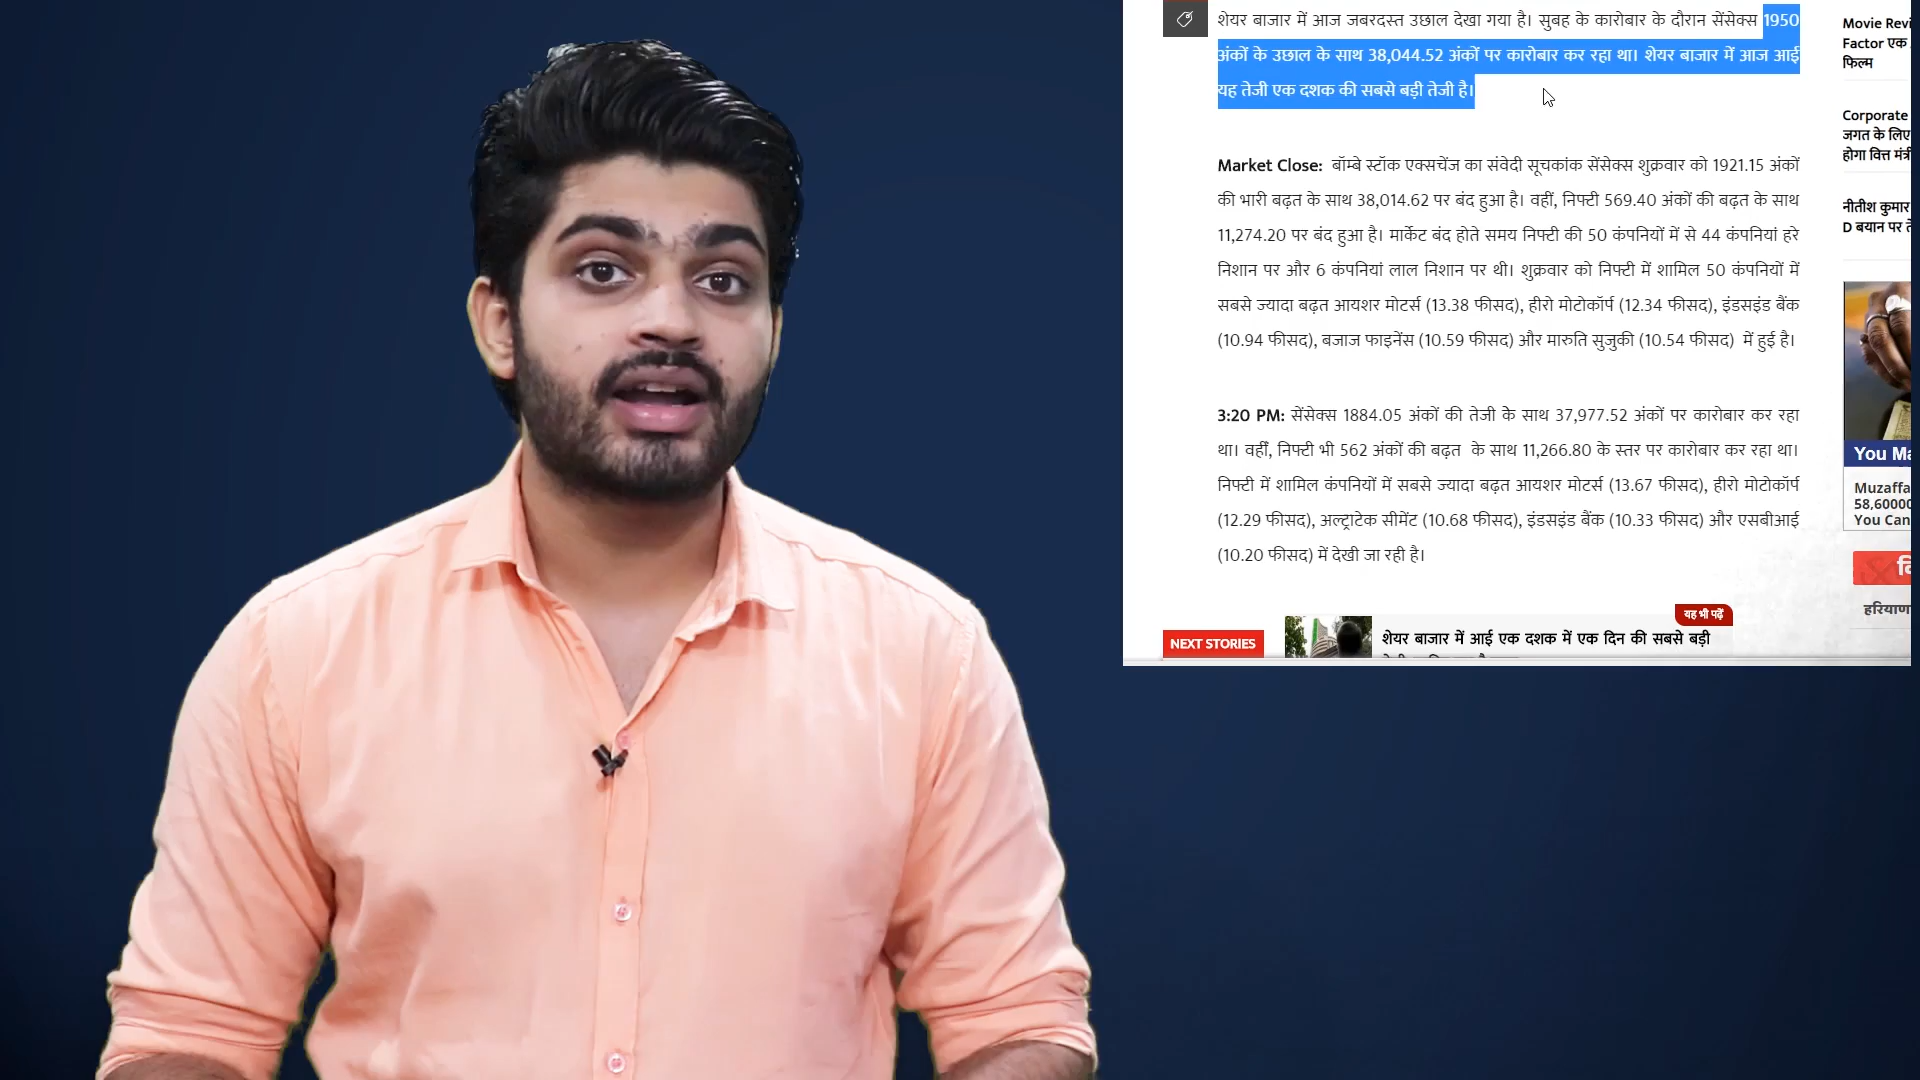 शेयर बाजार में आज जबरदस्त उछाल देखा गया है। सुबह के कारोबार के दौरान सेंसेक्स 1950
अंकों के उछाल के साथ 38,044.52 अंकों पर कारोबार कर रहा था। शेयर बाजार में आज आई
यह तेजी एक दशक की सबसे बड़ी तेजी है।
Market Close: बॉम्बे स्टॉक एक्सचेंज का संवेदी सूचकांक सेंसेक्स शुक्रवार को 1921.15 अंकों
की भारी बढ़त के साथ 38,014.62 पर बंद हुआ है। वहीं, निफ्टी 569.40 अंकों की बढ़त के साथ
11,274.20 पर बंद हुआ है। मार्केट बंद होते समय निफ्टी की 50 कंपनियों में से 44 कंपनियां हरे
निशान पर और 6 कंपनियां लाल निशान पर थी। शुक्रवार को निफ्टी में शामिल 50 कंपनियों में
सबसे ज्यादा बढ़त आयशर मोटर्स (13.38 फीसद), हीरो मोटोकॉर्प (12.34 फीसद), इंडसइंड बैंक
(10.94 फीसद), बजाज फाइनेंस (10.59 फीसद) और मारुति सुजुकी (10.54 फीसद) में हुई है।
3:20 PM: सेंसेक्स 1884.05 अंकों की तेजी के साथ 37,977.52 अंकों पर कारोबार कर रहा
था। वहीं, निफ्टी भी 562 अंकों की बढ़त के साथ 11,266.80 के स्तर पर कारोबार कर रहा था।
निफ्टी में शामिल कंपनियों में सबसे ज्यादा बढ़त आयशर मोटर्स (13.67 फीसद), हीरो मोटोकॉर्प
(12.29 फीसद), अल्ट्राटेक सीमेंट (10.68 फीसद), इंडसइंड बैंक (10.33 फीसद) और एसबीआई
(10.20 फीसद) में देखी जा रही है।
यह भी पढ़ें
NEXT STORIES
शेयर बाजार में आई एक दशक में एक दिन की सबसे बड़ी
Movie Revi
Factor एक
फिल्म
Corporate
जगत के लिए
होगा वित्त मंत्री
नीतीश कुमार
D बयान पर
You Ma
Muzaffa
58,60000
You Can
हरियाण